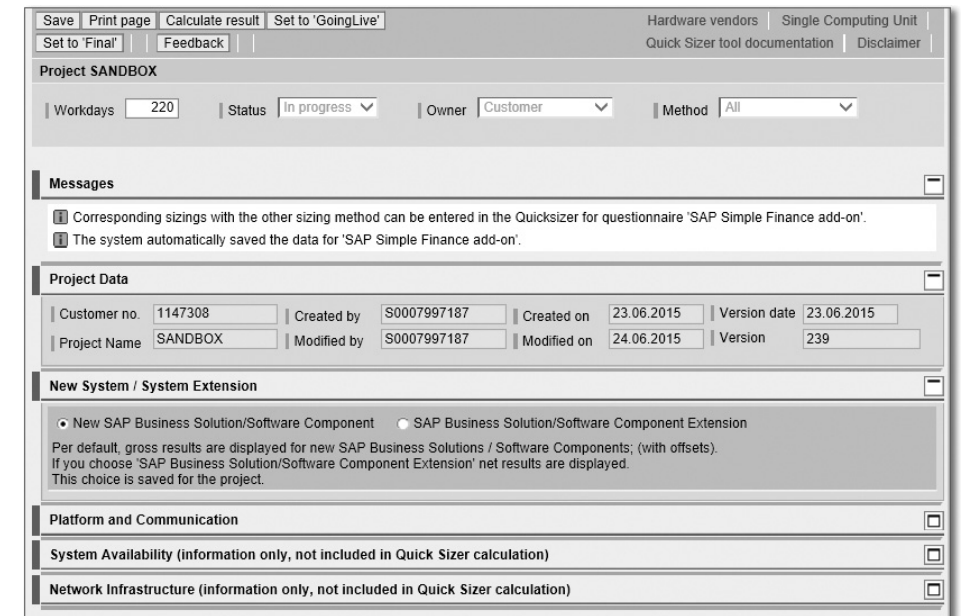 Save Print page Calculate result Set to 'GoingLive' Hardware vendors Single Computing Unit
Set to 'Final' Feedback Quick Sizer tool documentation Disclaimer
Project SANDBOX
Workdays 220 Status In progress Owner Customer Method All
Messages
Corresponding sizings with the other sizing method can be entered in the Quicksizer for questionnaire 'SAP Simple Finance add-on'.
The system automatically saved the data for 'SAP Simple Finance add-on'.
Project Data
Customer no. 1147308 Created by S0007997187 Created on 23.06.2015 Version date 23.06.2015
Project Name SANDBOX Modified by S0007997187 Modified on 24.06.2015 Version 239
New System / System Extension
New SAP Business Solution/Software Component SAP Business Solution/Software Component Extension
Per default, gross results are displayed for new SAP Business Solutions / Software Components; (with offsets).
If you choose 'SAP Business Solution/Software Component Extension' net results are displayed.
This choice is saved for the project.
Platform and Communication
System Availability (information only, not included in Quick Sizer calculation)
Network Infrastructure (information only, not included in Quick Sizer calculation)